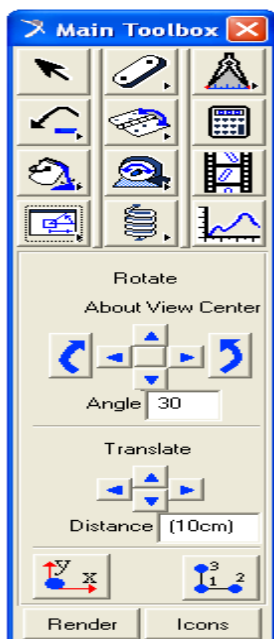 Main Toolbox
Rotate
About View Center
Angle 30
Translate
Distance (10cm)
y x
3
1 2
Render Icons